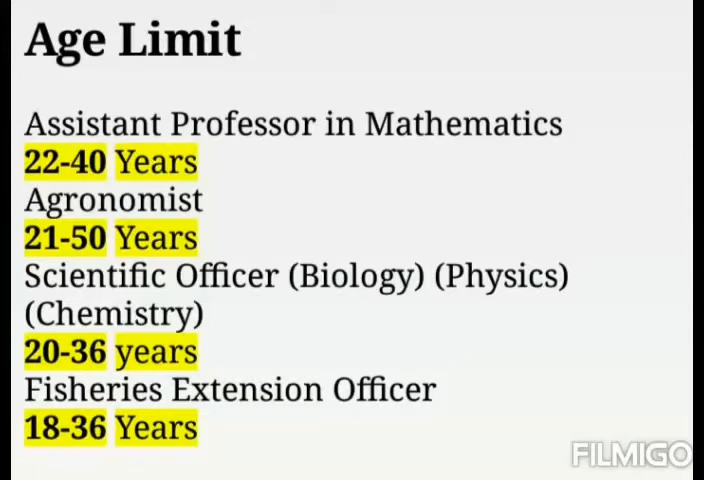 Age Limit
Assistant Professor in Mathematics
22-40 Years
Agronomist
21-50 Years
Scientific Officer (Biology) (Physics)
(Chemistry)
20-36 years
Fisheries Extension Officer
18-36 Years
FILMIGO